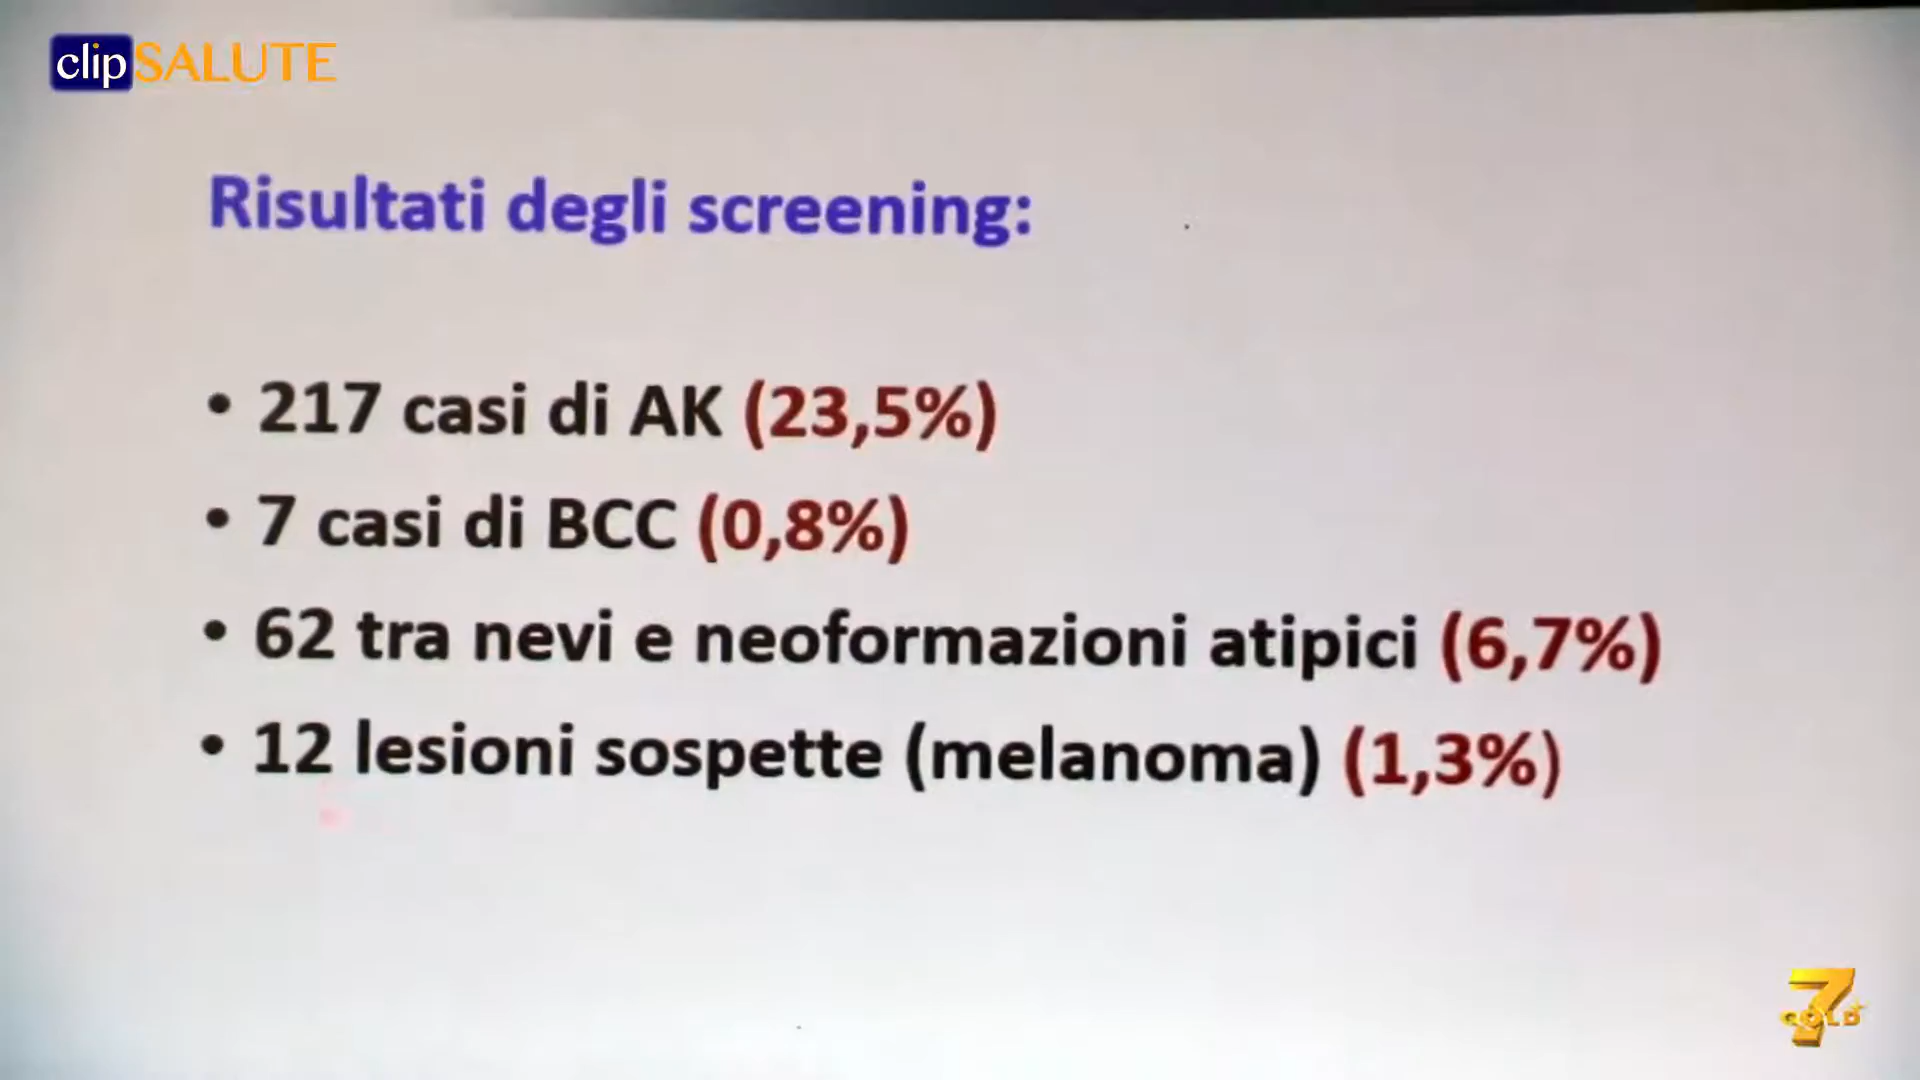 clipSALUTE
Risultati degli screening:
• 217 casi di AK (23,5%)
• 7 casi di BCC (0,8%)
• 62 tra nevi e neoformazioni atipici (6,7%)
• 12 lesioni sospette (melanoma) (1,3%)
7
GOLD